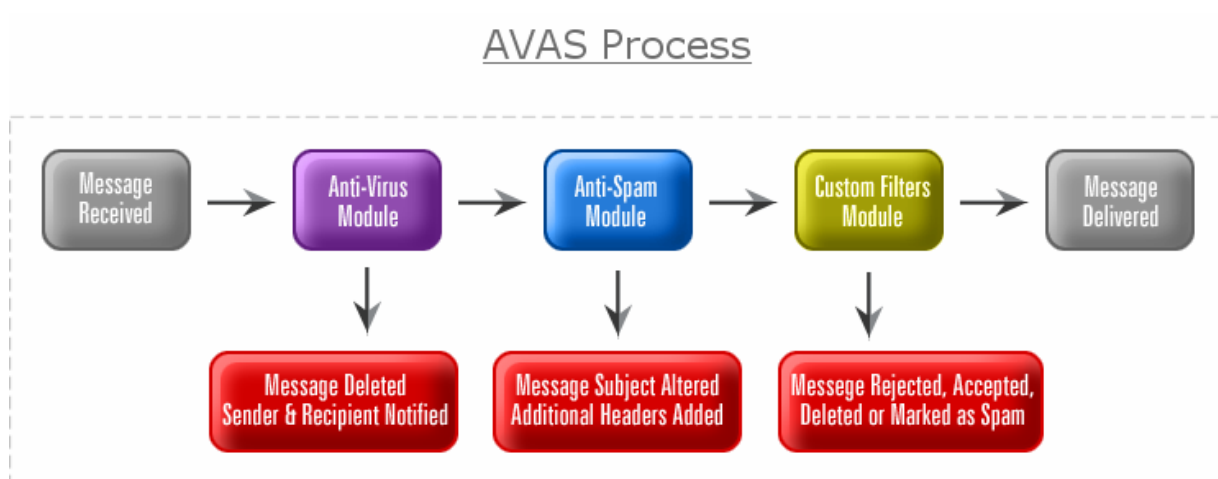 AVAS Process
Message
Received
Anti-Virus
Module
Anti-Spam
Module
Custom Filters
Module
Message
Delivered
Message Deleted
Sender & Recipient Notified
Message Subject Altered
Additional Headers Added
Messege Rejected, Accepted,
Deleted or Marked as Spam